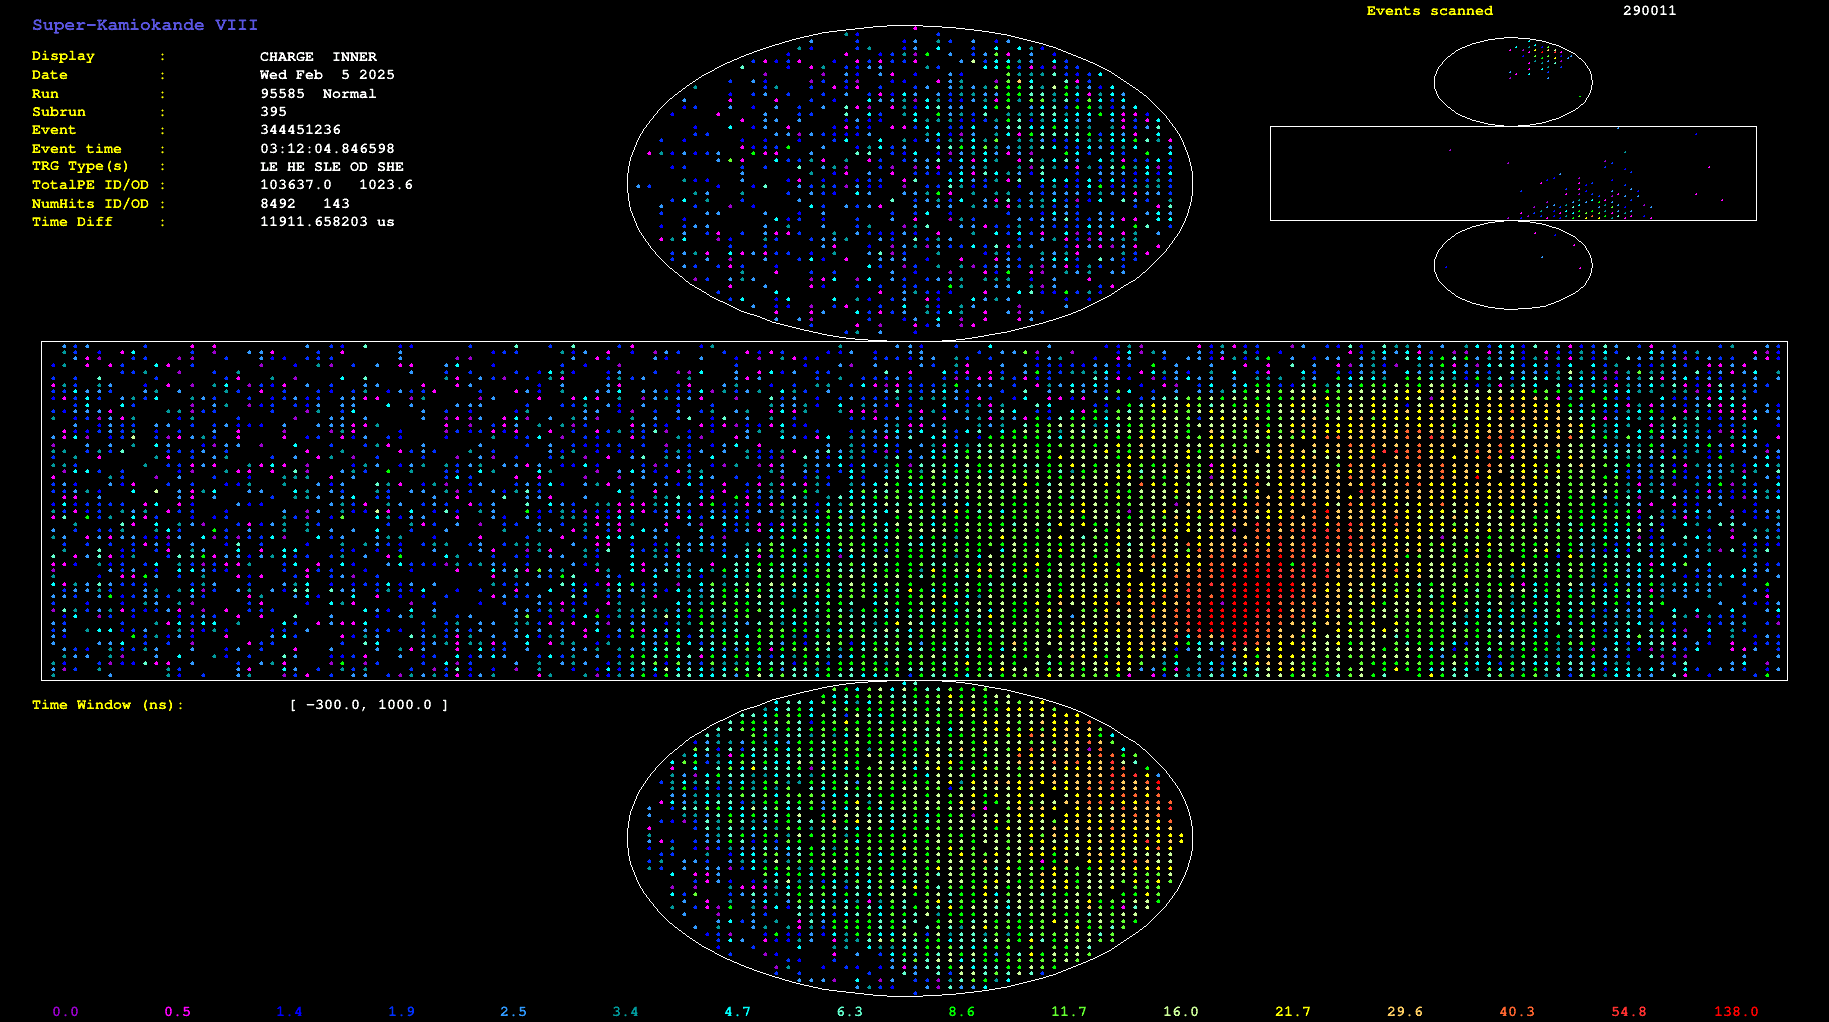 Super-Kamiokande VIII
Events scanned 290011
Display : CHARGE INNER
Date : Wed Feb 5 2025
Run : 95585 Normal
Subrun : 395
Event : 344451236
Event time : 03:12:04.846598
TRG Type(s) : LE HE SLE OD SHE
TotalPE ID/OD : 103637.0 1023.6
NumHits ID/OD : 8492 143
Time Diff : 11911.658203 us
Time Window (ns): [ -300.0, 1000.0 ]
0.0 0.5 1.4 1.9 2.5 3.4 4.7 6.3 8.6 11.7 16.0 21.7 29.6 40.3 54.8 138.0